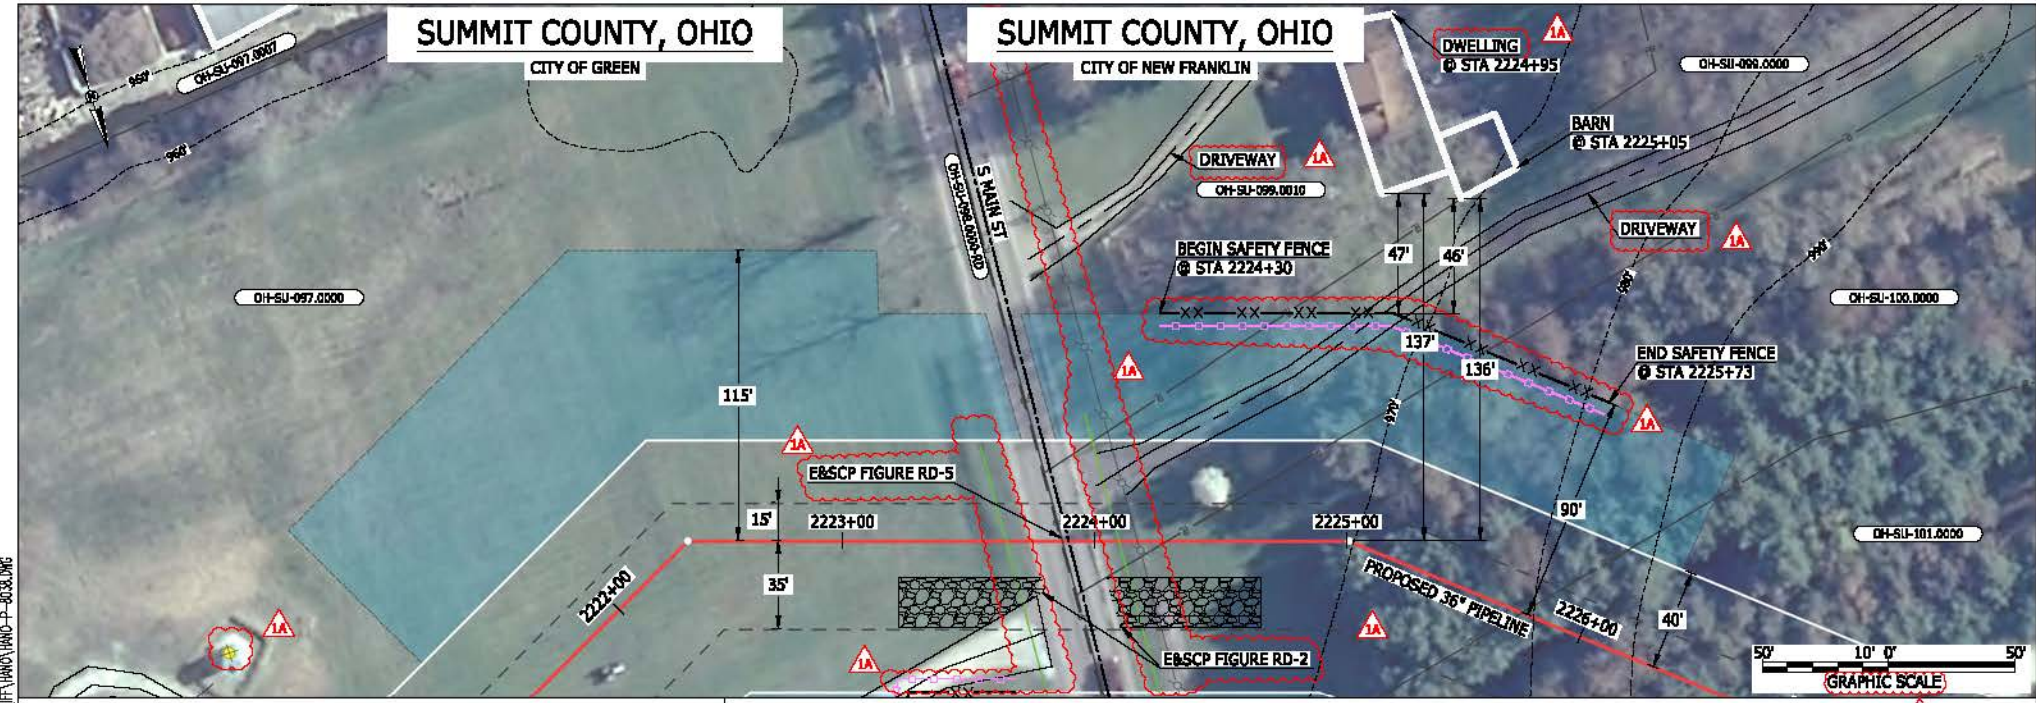 SUMMIT COUNTY, OHIO
CITY OF GREEN
SUMMIT COUNTY, OHIO
CITY OF NEW FRANKLIN
DWELLING
@ STA 2224+95
1A
OH-SU-099.0000
960'
OH-SU-097.0007
960'
BARN
@ STA 2225+05
DRIVEWAY
1A
OH-SU-099.0010
S MAIN ST
OH-SU-098.0000-RD
DRIVEWAY
1A
BEGIN SAFETY FENCE
@ STA 2224+30
47'
46'
980'
990'
OH-SU-097.0000
OH-SU-100.0000
137'
136'
END SAFETY FENCE
@ STA 2225+73
1A
115'
970'
1A
1A
E&SCP FIGURE RD-5
15'
2223+00
2224+00
2225+00
90'
OH-SU-101.0000
35'
2222+00
PROPOSED 36" PIPELINE
2226+00
40'
1A
1A
1A
E&SCP FIGURE RD-2
50' 10' 0' 50'
GRAPHIC SCALE